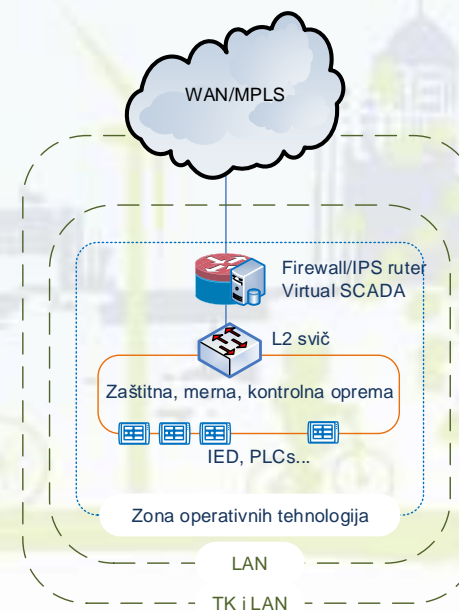 WAN/MPLS
Firewall/IPS ruter
Virtual SCADA
L2 svič
Zaštitna, merna, kontrolna oprema
IED, PLCs...
Zona operativnih tehnologija
LAN
TK i LAN